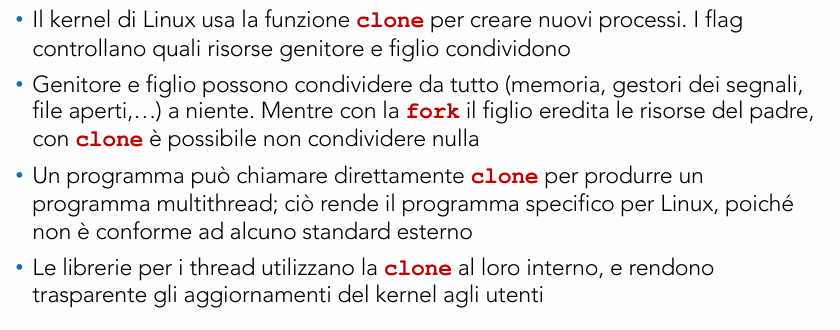 • Il kernel di Linux usa la funzione clone per creare nuovi processi. I flag
controllano quali risorse genitore e figlio condividono
• Genitore e figlio possono condividere da tutto (memoria, gestori dei segnali,
file aperti,…) a niente. Mentre con la fork il figlio eredita le risorse del padre,
con clone è possibile non condividere nulla
• Un programma può chiamare direttamente clone per produrre un
programma multithread; ciò rende il programma specifico per Linux, poiché
non è conforme ad alcuno standard esterno
• Le librerie per i thread utilizzano la clone al loro interno, e rendono
trasparente gli aggiornamenti del kernel agli utenti